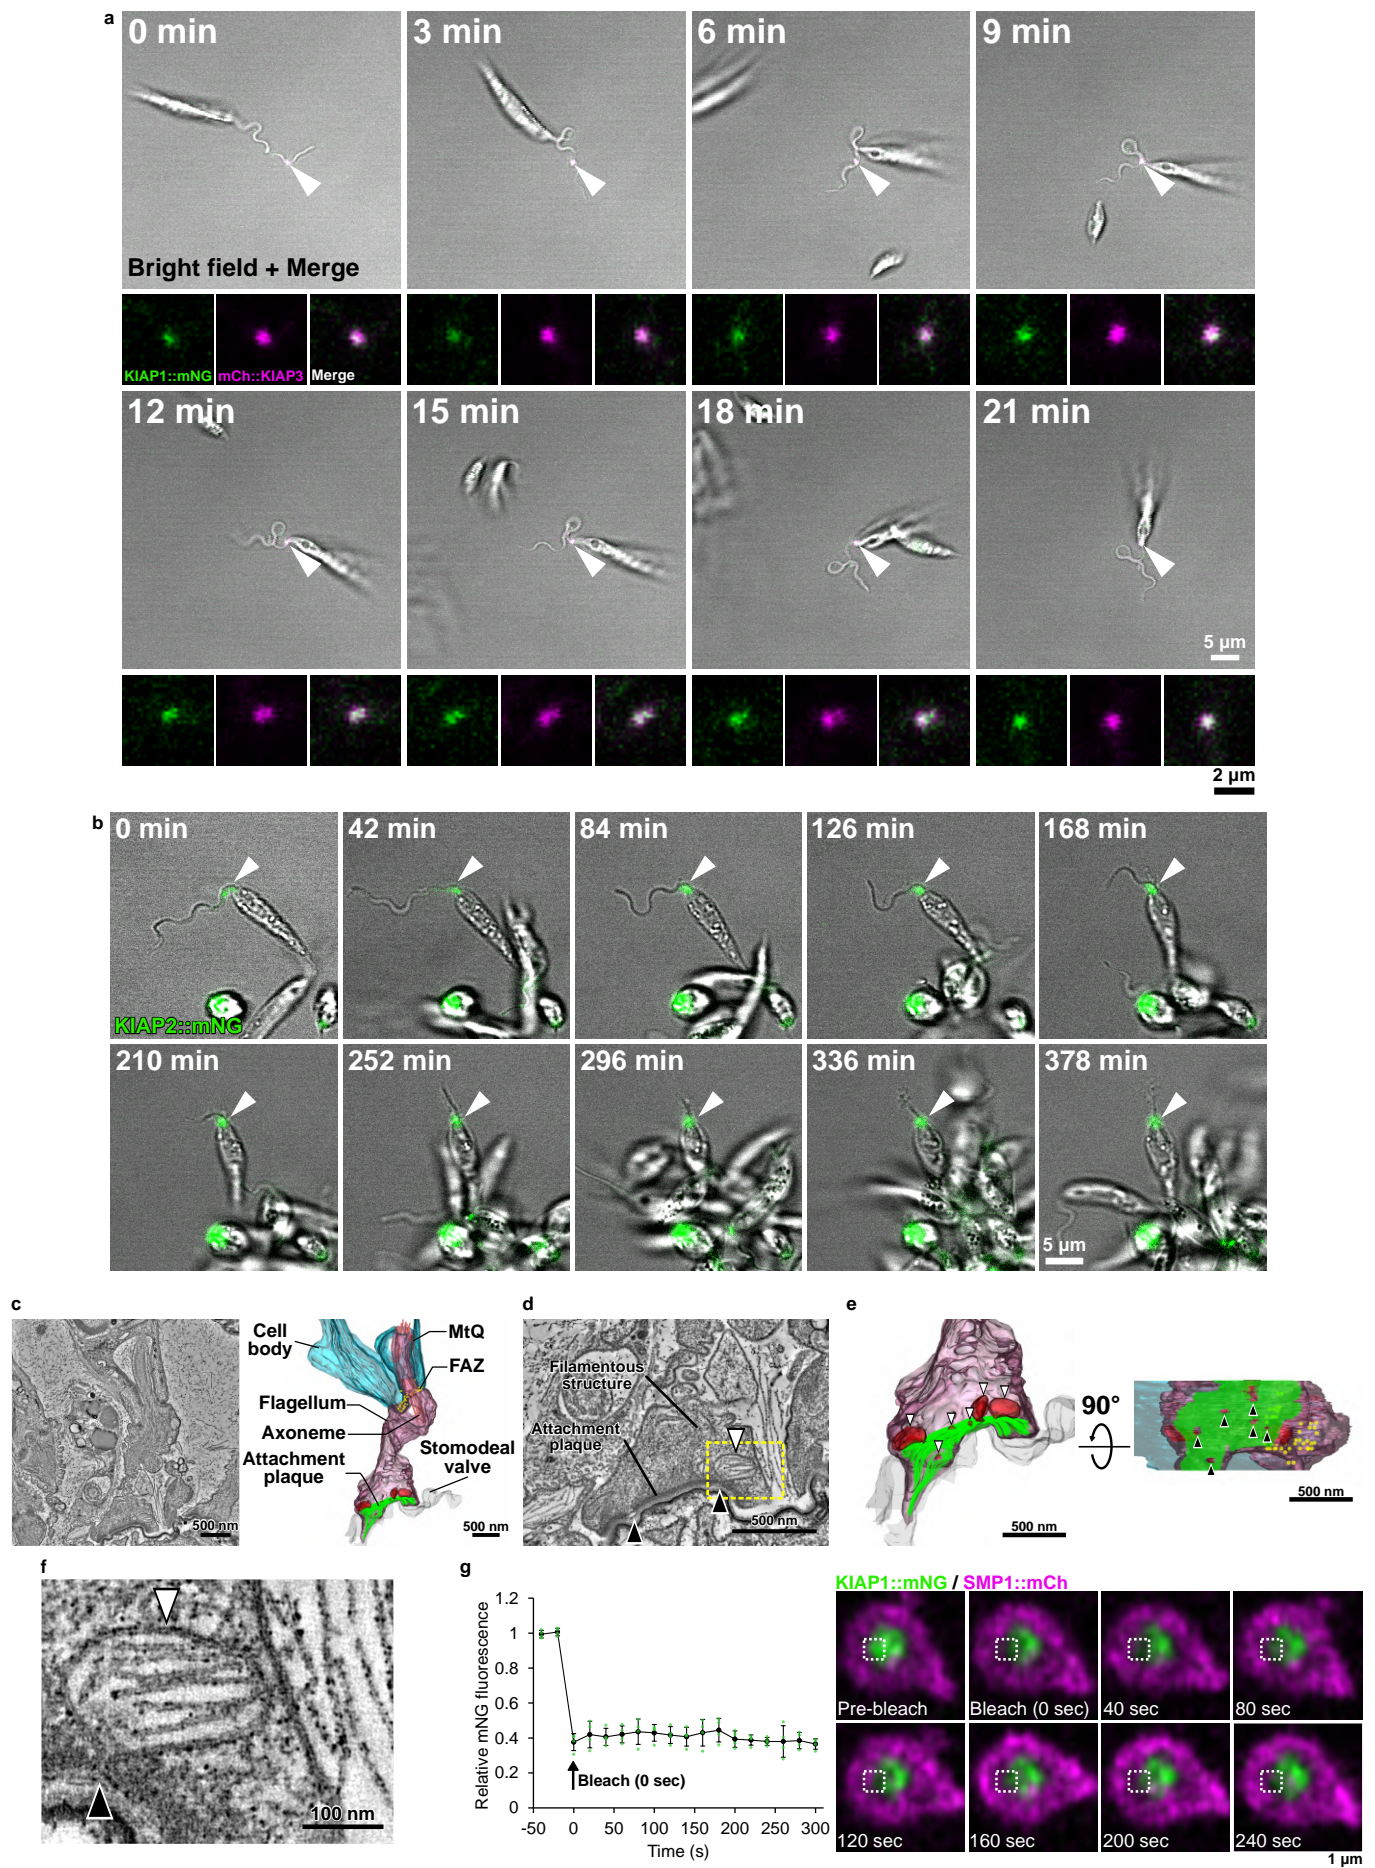 a
0 min
3 min
6 min
9 min
Bright field + Merge
KIAP1::mNG
mCh::KIAP3
Merge
12 min
15 min
18 min
21 min
5 µm
2 µm
b
0 min
42 min
84 min
126 min
168 min
KIAP2::mNG
210 min
252 min
296 min
336 min
378 min
5 µm
c
500 nm
Cell
body
MtQ
FAZ
Flagellum
Axoneme
Attachment
plaque
Stomodeal
valve
500 nm
d
Filamentous
structure
Attachment
plaque
500 nm
e
90°
500 nm
500 nm
f
100 nm
g
Relative mNG fluorescence
1.2
1
0.8
0.6
0.4
0.2
0
Bleach (0 sec)
-50
0
50
100
150
200
250
300
Time (s)
KIAP1::mNG / SMP1::mCh
Pre-bleach
Bleach (0 sec)
40 sec
80 sec
120 sec
160 sec
200 sec
240 sec
1 µm